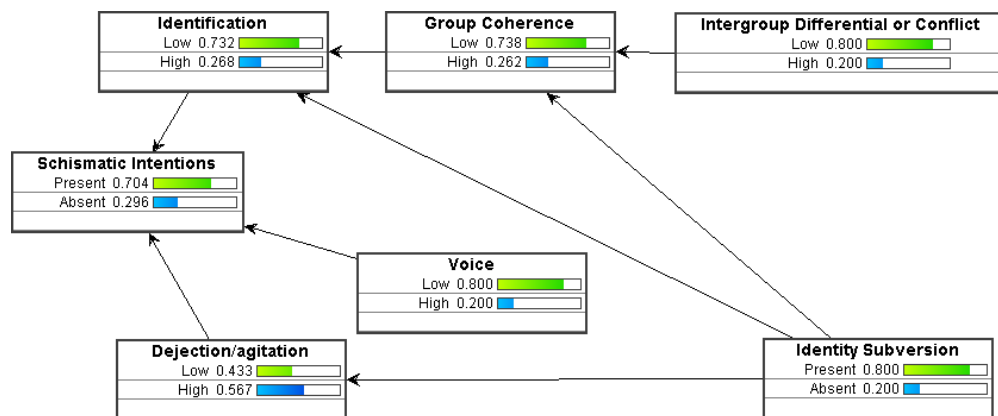 Identification
Low 0.732
High 0.268
Group Coherence
Low 0.738
High 0.262
Intergroup Differential or Conflict
Low 0.800
High 0.200
Schismatic Intentions
Present 0.704
Absent 0.296
Voice
Low 0.800
High 0.200
Dejection/agitation
Low 0.433
High 0.567
Identity Subversion
Present 0.800
Absent 0.200